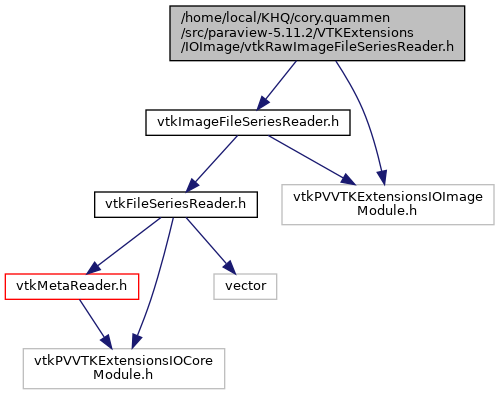 /home/local/KHQ/cory.quammen
/src/paraview-5.11.2/VTKExtensions
/IOImage/vtkRawImageFileSeriesReader.h
vtkImageFileSeriesReader.h
vtkPVVTKExtensionsIOImage
Module.h
vtkFileSeriesReader.h
vtkMetaReader.h
vector
vtkPVVTKExtensionsIOCore
Module.h